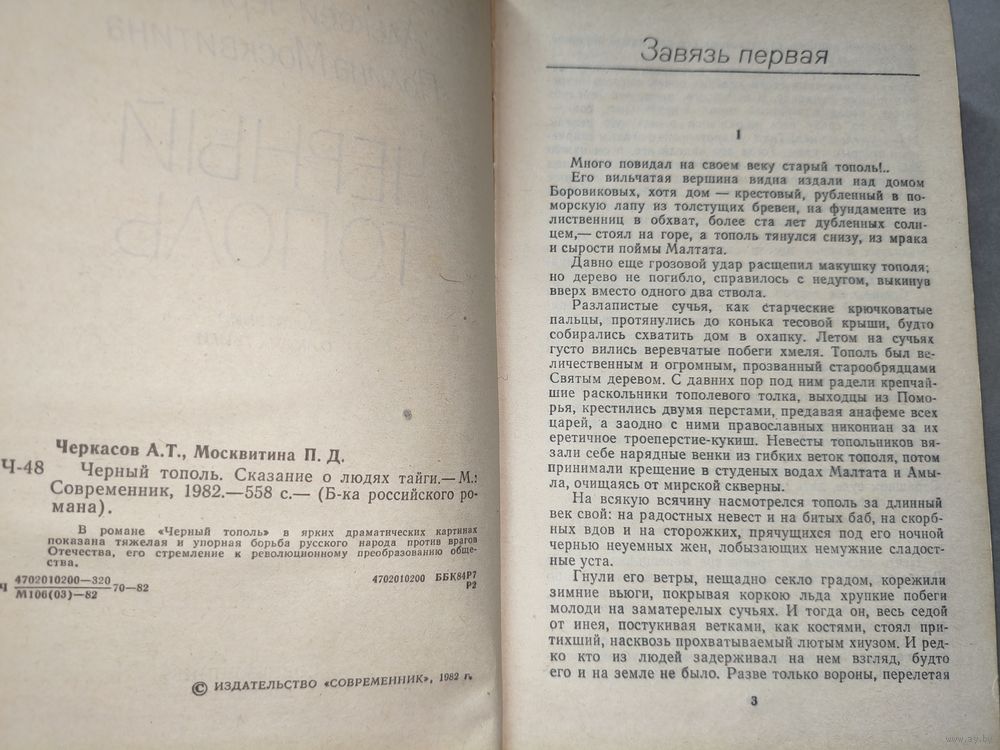 Черкасов А.Т., Москвитина П. Д.
Ч-48 Черный тополь. Сказание о людях тайги.— М.:
Современник, 1982.—558 с.— (Б-ка российского ро-
мана).
В романе «Черный тополь» в ярких драматических картинах
показана тяжелая и упорная борьба русского народа против врагов
Отечества, его стремление к революционному преобразованию обще-
ства.
Ч 4702010200—320
М106(03)—82
70—82
4702010200 ББК84Р7
Р2
© ИЗДАТЕЛЬСТВО «СОВРЕМЕННИК», 1982 г.
Завязь первая
1
Много повидал на своем веку старый тополь!..
Его вильчатая вершина видна издали над домом
Боровиковых, хотя дом — крестовый, рубленный в по-
морскую лапу из толстущих бревен, на фундаменте из
лиственниц в обхват, более ста лет дубленных солн-
цем,— стоял на горе, а тополь тянулся снизу, из мрака
и сырости поймы Малтата.
Давно еще грозовой удар расщепил макушку тополя;
но дерево не погибло, справилось с недугом, выкинув
вверх вместо одного два ствола.
Разлапистые сучья, как старческие крючковатые
пальцы, протянулись до конька тесовой крыши, будто
собирались схватить дом в охапку. Летом на сучьях
густо вились веревчатые побеги хмеля. Тополь был ве-
личественным и огромным, прозванный старообрядцами
Святым деревом. С давних пор под ним радели крепчай-
шие раскольники тополевого толка, выходцы из Помо-
рья, крестились двумя перстами, предавая анафеме всех
царей, а заодно с ними православных никониан за их
еретичное троеперстие-кукиш. Невесты топольников вя-
зали себе нарядные венки из гибких веток тополя, потом
принимали крещение в студеных водах Малтата и Амы-
ла, очищаясь от мирской скверны.
На всякую всячину насмотрелся тополь за длинный
век свой: на радостных невест и на битых баб, на скорб-
ных вдов и на сторожких, прячущихся под его ночной
чернью неуемных жен, лобызающих немужние сладост-
ные уста.
Гнули его ветры, нещадно секло градом, корежили
зимние вьюги, покрывая коркою льда хрупкие побеги
молоди на заматерелых сучьях. И тогда он, весь седой
от инея, постукивая ветками, как костями, стоял при-
тихший, насквозь прохватываемый лютым хиузом. И ред-
ко кто из людей задерживал на нем взгляд, будто
его и на земле не было. Разве только вороны, перелетая
3
www.ay.by